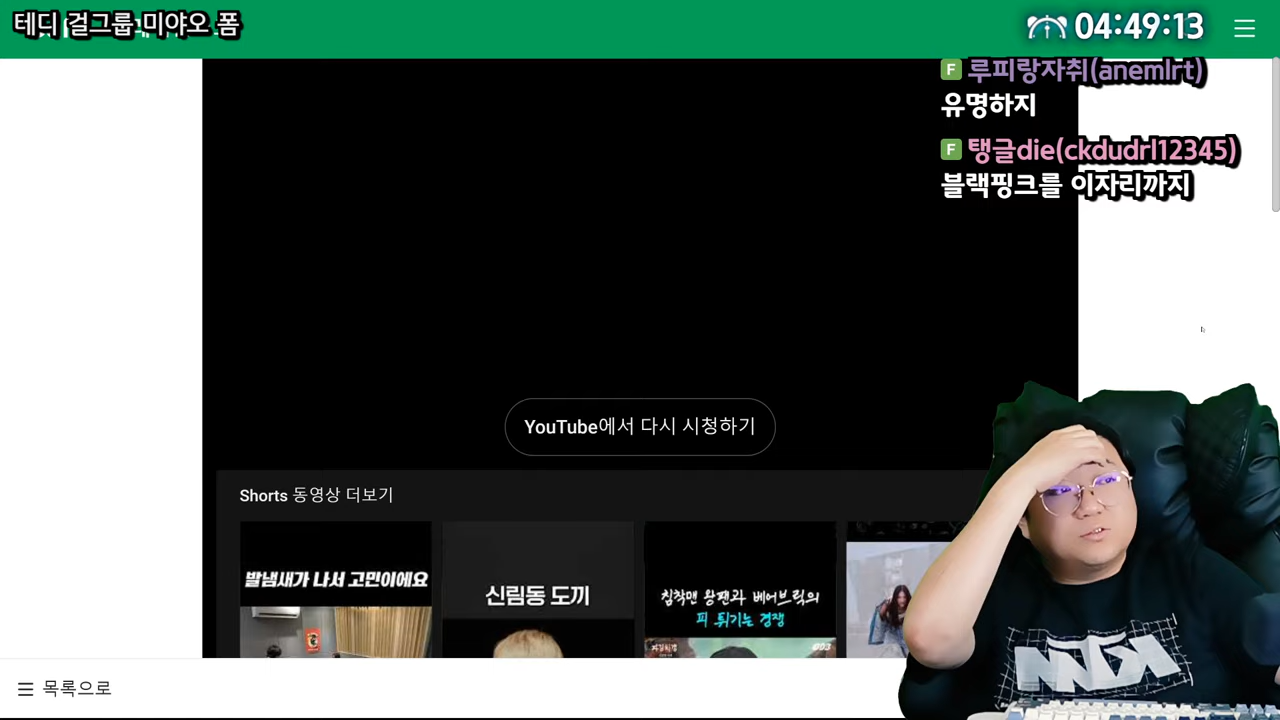 테디 걸그룹 미야오 폼
04:49:13
F 루피랑자취(anemlrt)
유명하지
F 탱글die(ckdudrl12345)
블랙핑크를 이자리까지
YouTube에서 다시 시청하기
Shorts 동영상 더보기
발냄새가 나서 고민이에요
신림동 도끼
침착맨 왕팬과 베어브릭의
피 튀기는 경쟁
목록으로